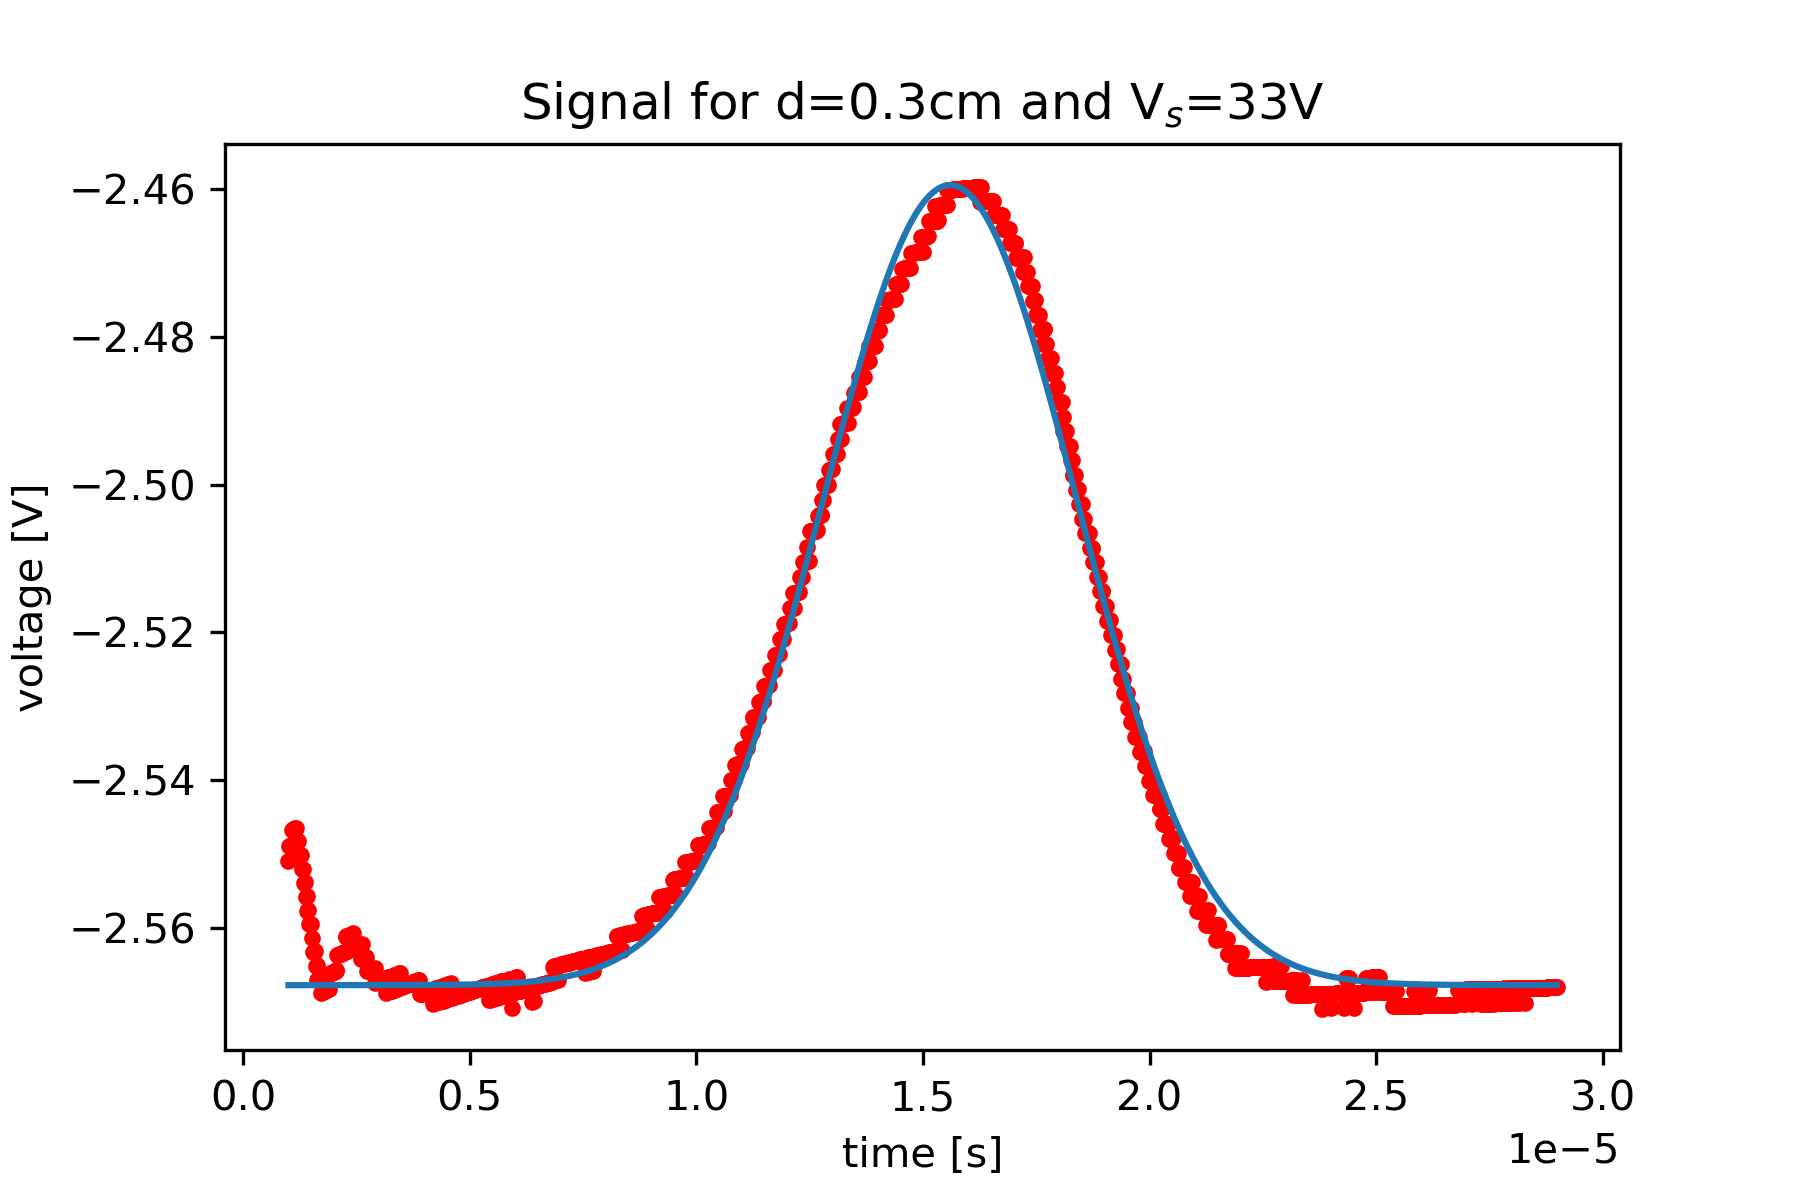 Signal for d=0.3cm and Vₛ=33V
voltage [V]
−2.46
−2.48
−2.50
−2.52
−2.54
−2.56
0.0 0.5 1.0 1.5 2.0 2.5 3.0
1e−5
time [s]